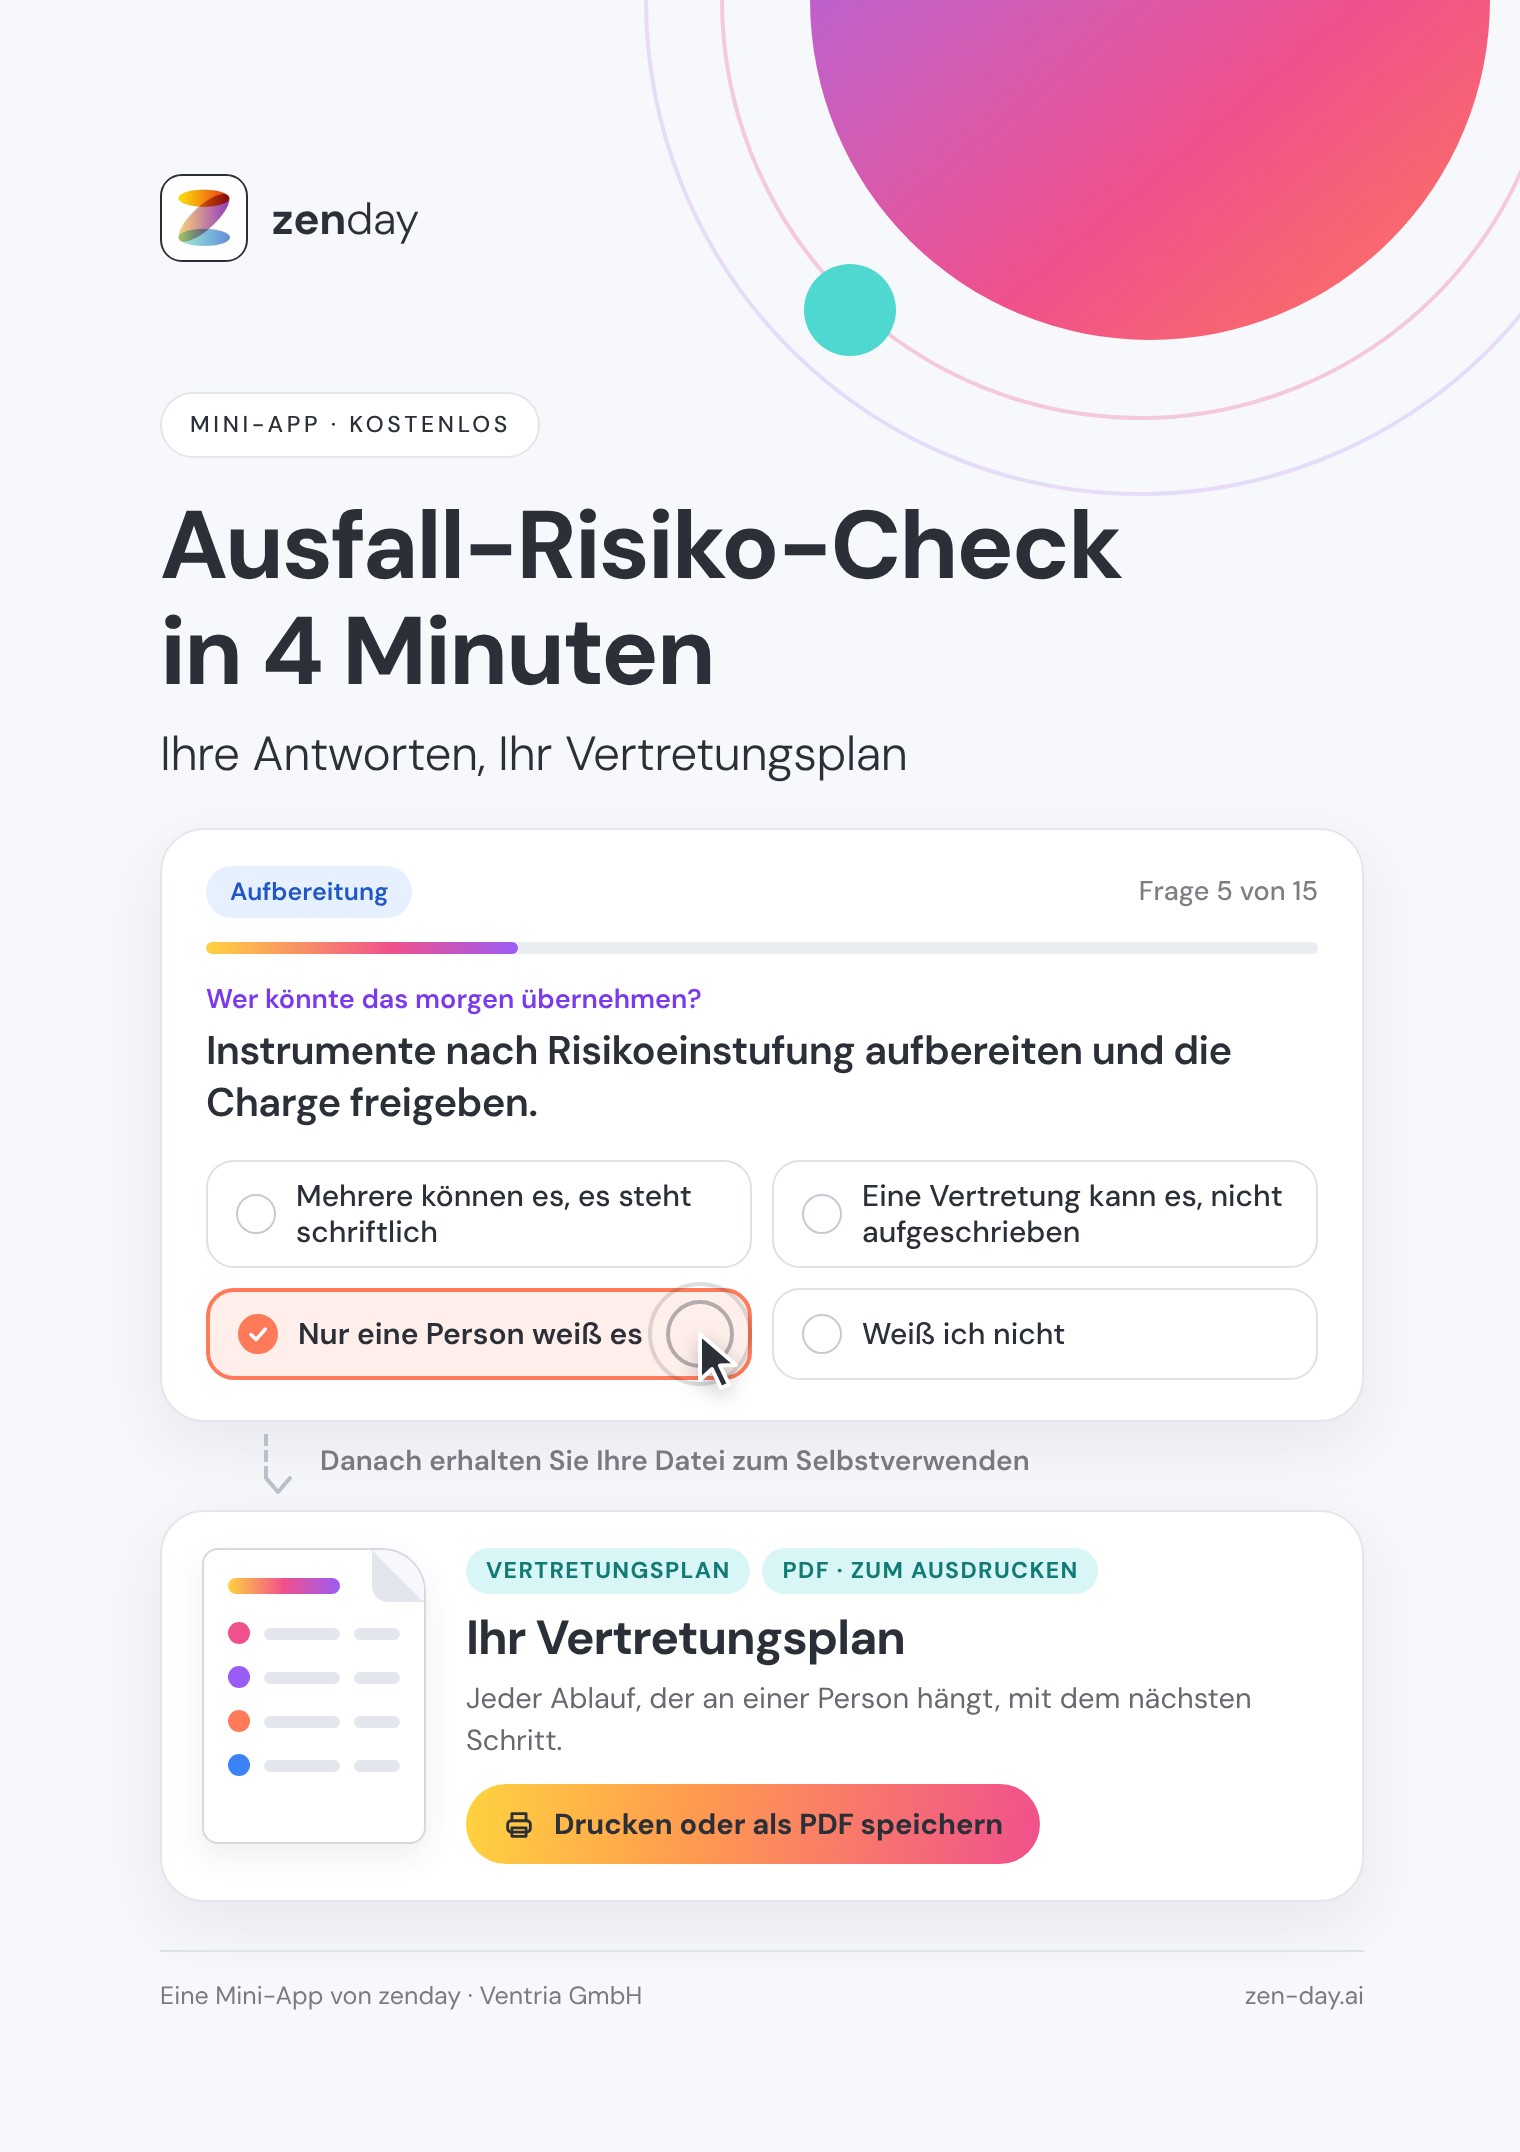 zenday
MINI-APP · KOSTENLOS
Ausfall-Risiko-Check
in 4 Minuten
Ihre Antworten, Ihr Vertretungsplan
Aufbereitung
Frage 5 von 15
Wer könnte das morgen übernehmen?
Instrumente nach Risikoeinstufung aufbereiten und die
Charge freigeben.
Mehrere können es, es steht
schriftlich
Eine Vertretung kann es, nicht
aufgeschrieben
Nur eine Person weiß es
Weiß ich nicht
Danach erhalten Sie Ihre Datei zum Selbstverwenden
VERTRETUNGSPLAN
PDF · ZUM AUSDRUCKEN
Ihr Vertretungsplan
Jeder Ablauf, der an einer Person hängt, mit dem nächsten
Schritt.
Drucken oder als PDF speichern
Eine Mini-App von zenday · Ventria GmbH
zen-day.ai